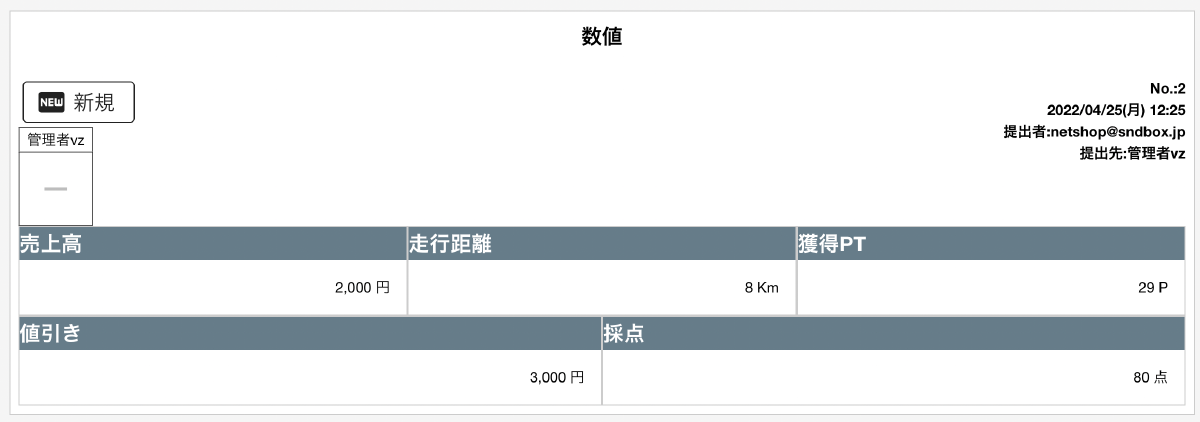 数値
NEW 新規
No.:2
2022/04/25(月) 12:25
提出者:netshop@sndbox.jp
提出先:管理者vz
管理者vz
売上高 走行距離 獲得PT
2,000 円 8 Km 29 P
値引き 採点
3,000 円 80 点